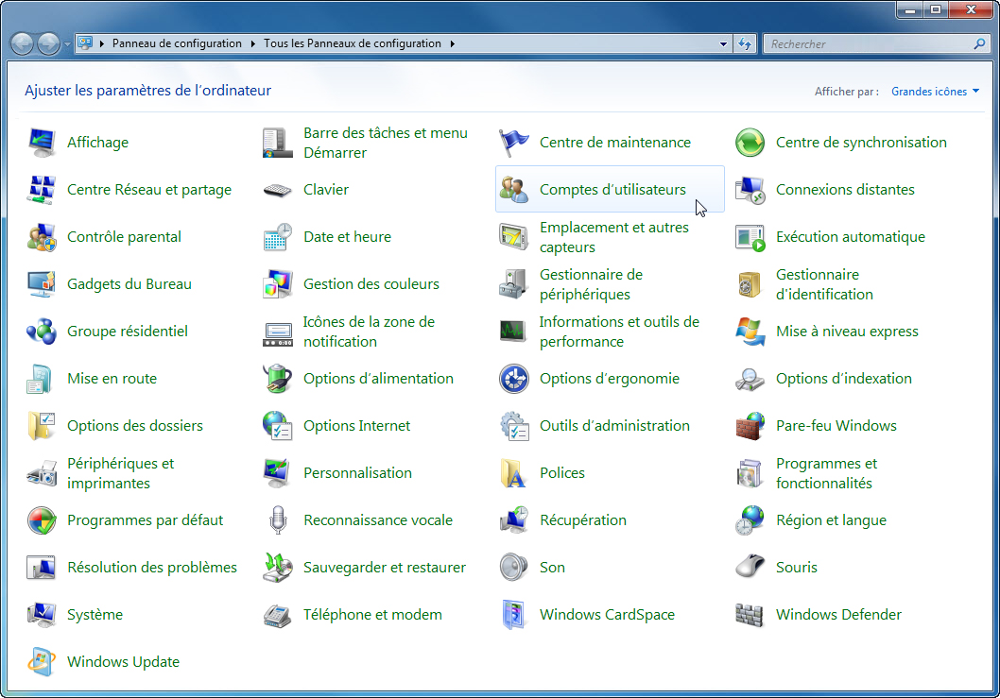 Panneau de configuration Tous les Panneaux de configuration
Rechercher
Ajuster les paramètres de l'ordinateur
Afficher par : Grandes icônes
Affichage
Barre des tâches et menu
Démarrer
Centre de maintenance
Centre de synchronisation
Centre Réseau et partage
Clavier
Comptes d'utilisateurs
Connexions distantes
Contrôle parental
Date et heure
Emplacement et autres
capteurs
Exécution automatique
Gadgets du Bureau
Gestion des couleurs
Gestionnaire de
périphériques
Gestionnaire
d'identification
Groupe résidentiel
Icônes de la zone de
notification
Informations et outils de
performance
Mise à niveau express
Mise en route
Options d'alimentation
Options d'ergonomie
Options d'indexation
Options des dossiers
Options Internet
Outils d'administration
Pare-feu Windows
Périphériques et
imprimantes
Personnalisation
Polices
Programmes et
fonctionnalités
Programmes par défaut
Reconnaissance vocale
Récupération
Région et langue
Résolution des problèmes
Sauvegarder et restaurer
Son
Souris
Système
Téléphone et modem
Windows CardSpace
Windows Defender
Windows Update